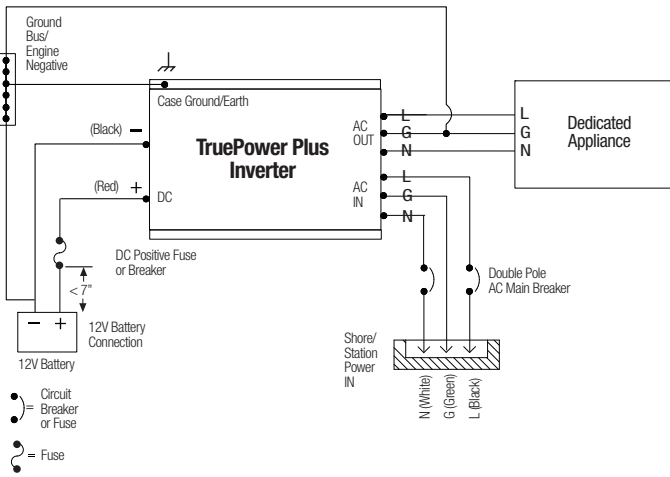 Ground
Bus/
Engine
Negative
Case Ground/Earth
(Black) −
TruePower Plus
Inverter
AC
OUT
L
G
N
L
G
N
Dedicated
Appliance
(Red) +
DC
AC
IN
L
G
N
DC Positive Fuse
or Breaker
< 7"
Double Pole
AC Main Breaker
− +
12V Battery
Connection
12V Battery
Shore/
Station
Power
IN
N (White)
G (Green)
L (Black)
= Circuit
Breaker
or Fuse
= Fuse